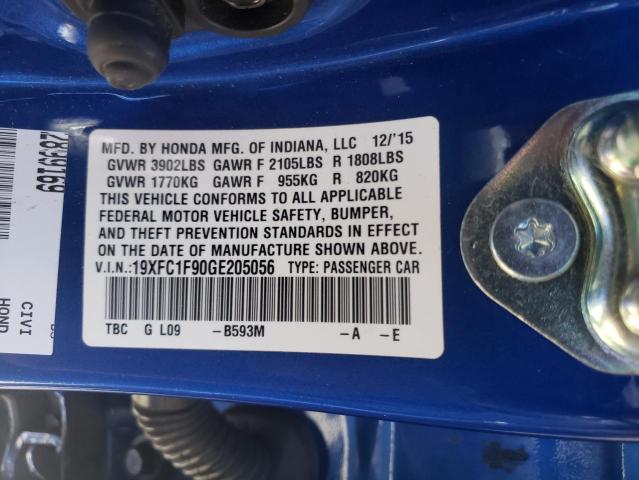 MFD. BY HONDA MFG. OF INDIANA, LLC 12/'15
GVWR 3902LBS GAWR F 2105LBS R 1808LBS
GVWR 1770KG GAWR F 955KG R 820KG
THIS VEHICLE CONFORMS TO ALL APPLICABLE
FEDERAL MOTOR VEHICLE SAFETY, BUMPER,
AND THEFT PREVENTION STANDARDS IN EFFECT
ON THE DATE OF MANUFACTURE SHOWN ABOVE.
V.I.N.:19XFC1F90GE205056 TYPE: PASSENGER CAR
TBC G L09 -B593M -A -E
CIVI
HOND